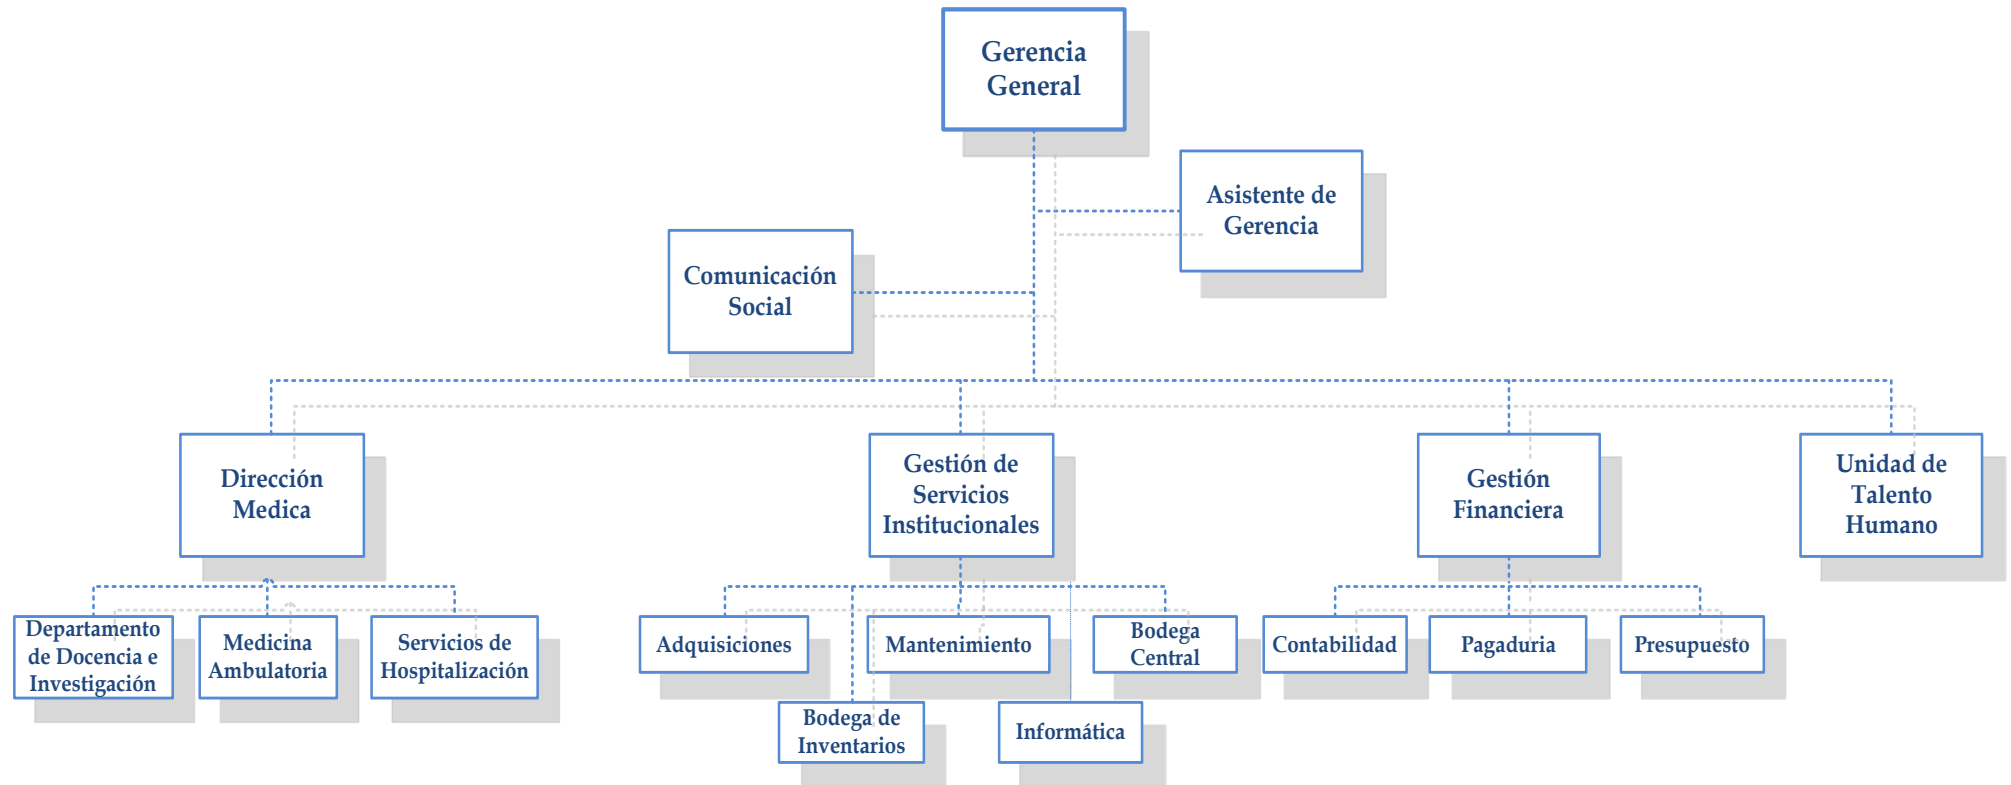 Gerencia
General
Asistente de
Gerencia
Comunicación
Social
Dirección
Medica
Gestión de
Servicios
Institucionales
Gestión
Financiera
Unidad de
Talento
Humano
Departamento
de Docencia e
Investigación
Medicina
Ambulatoria
Servicios de
Hospitalización
Adquisiciones
Mantenimiento
Bodega
Central
Contabilidad
Pagaduria
Presupuesto
Bodega de
Inventarios
Informática